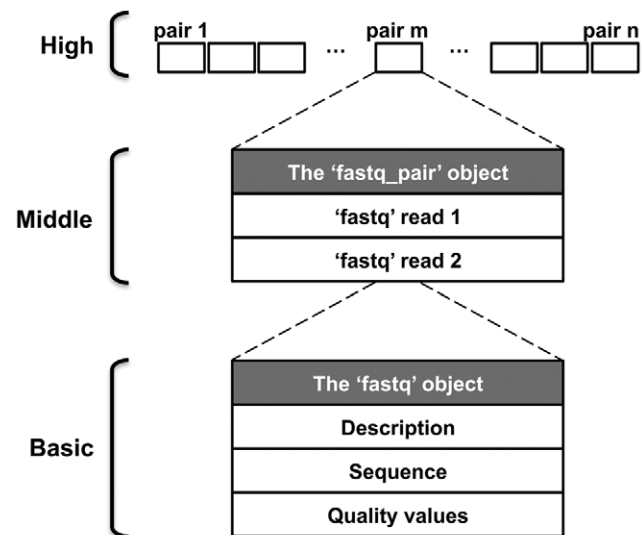 pair 1 pair m pair n
High
... ...
The ‘fastq_pair’ object
‘fastq’ read 1
Middle
‘fastq’ read 2
The ‘fastq’ object
Description
Basic
Sequence
Quality values